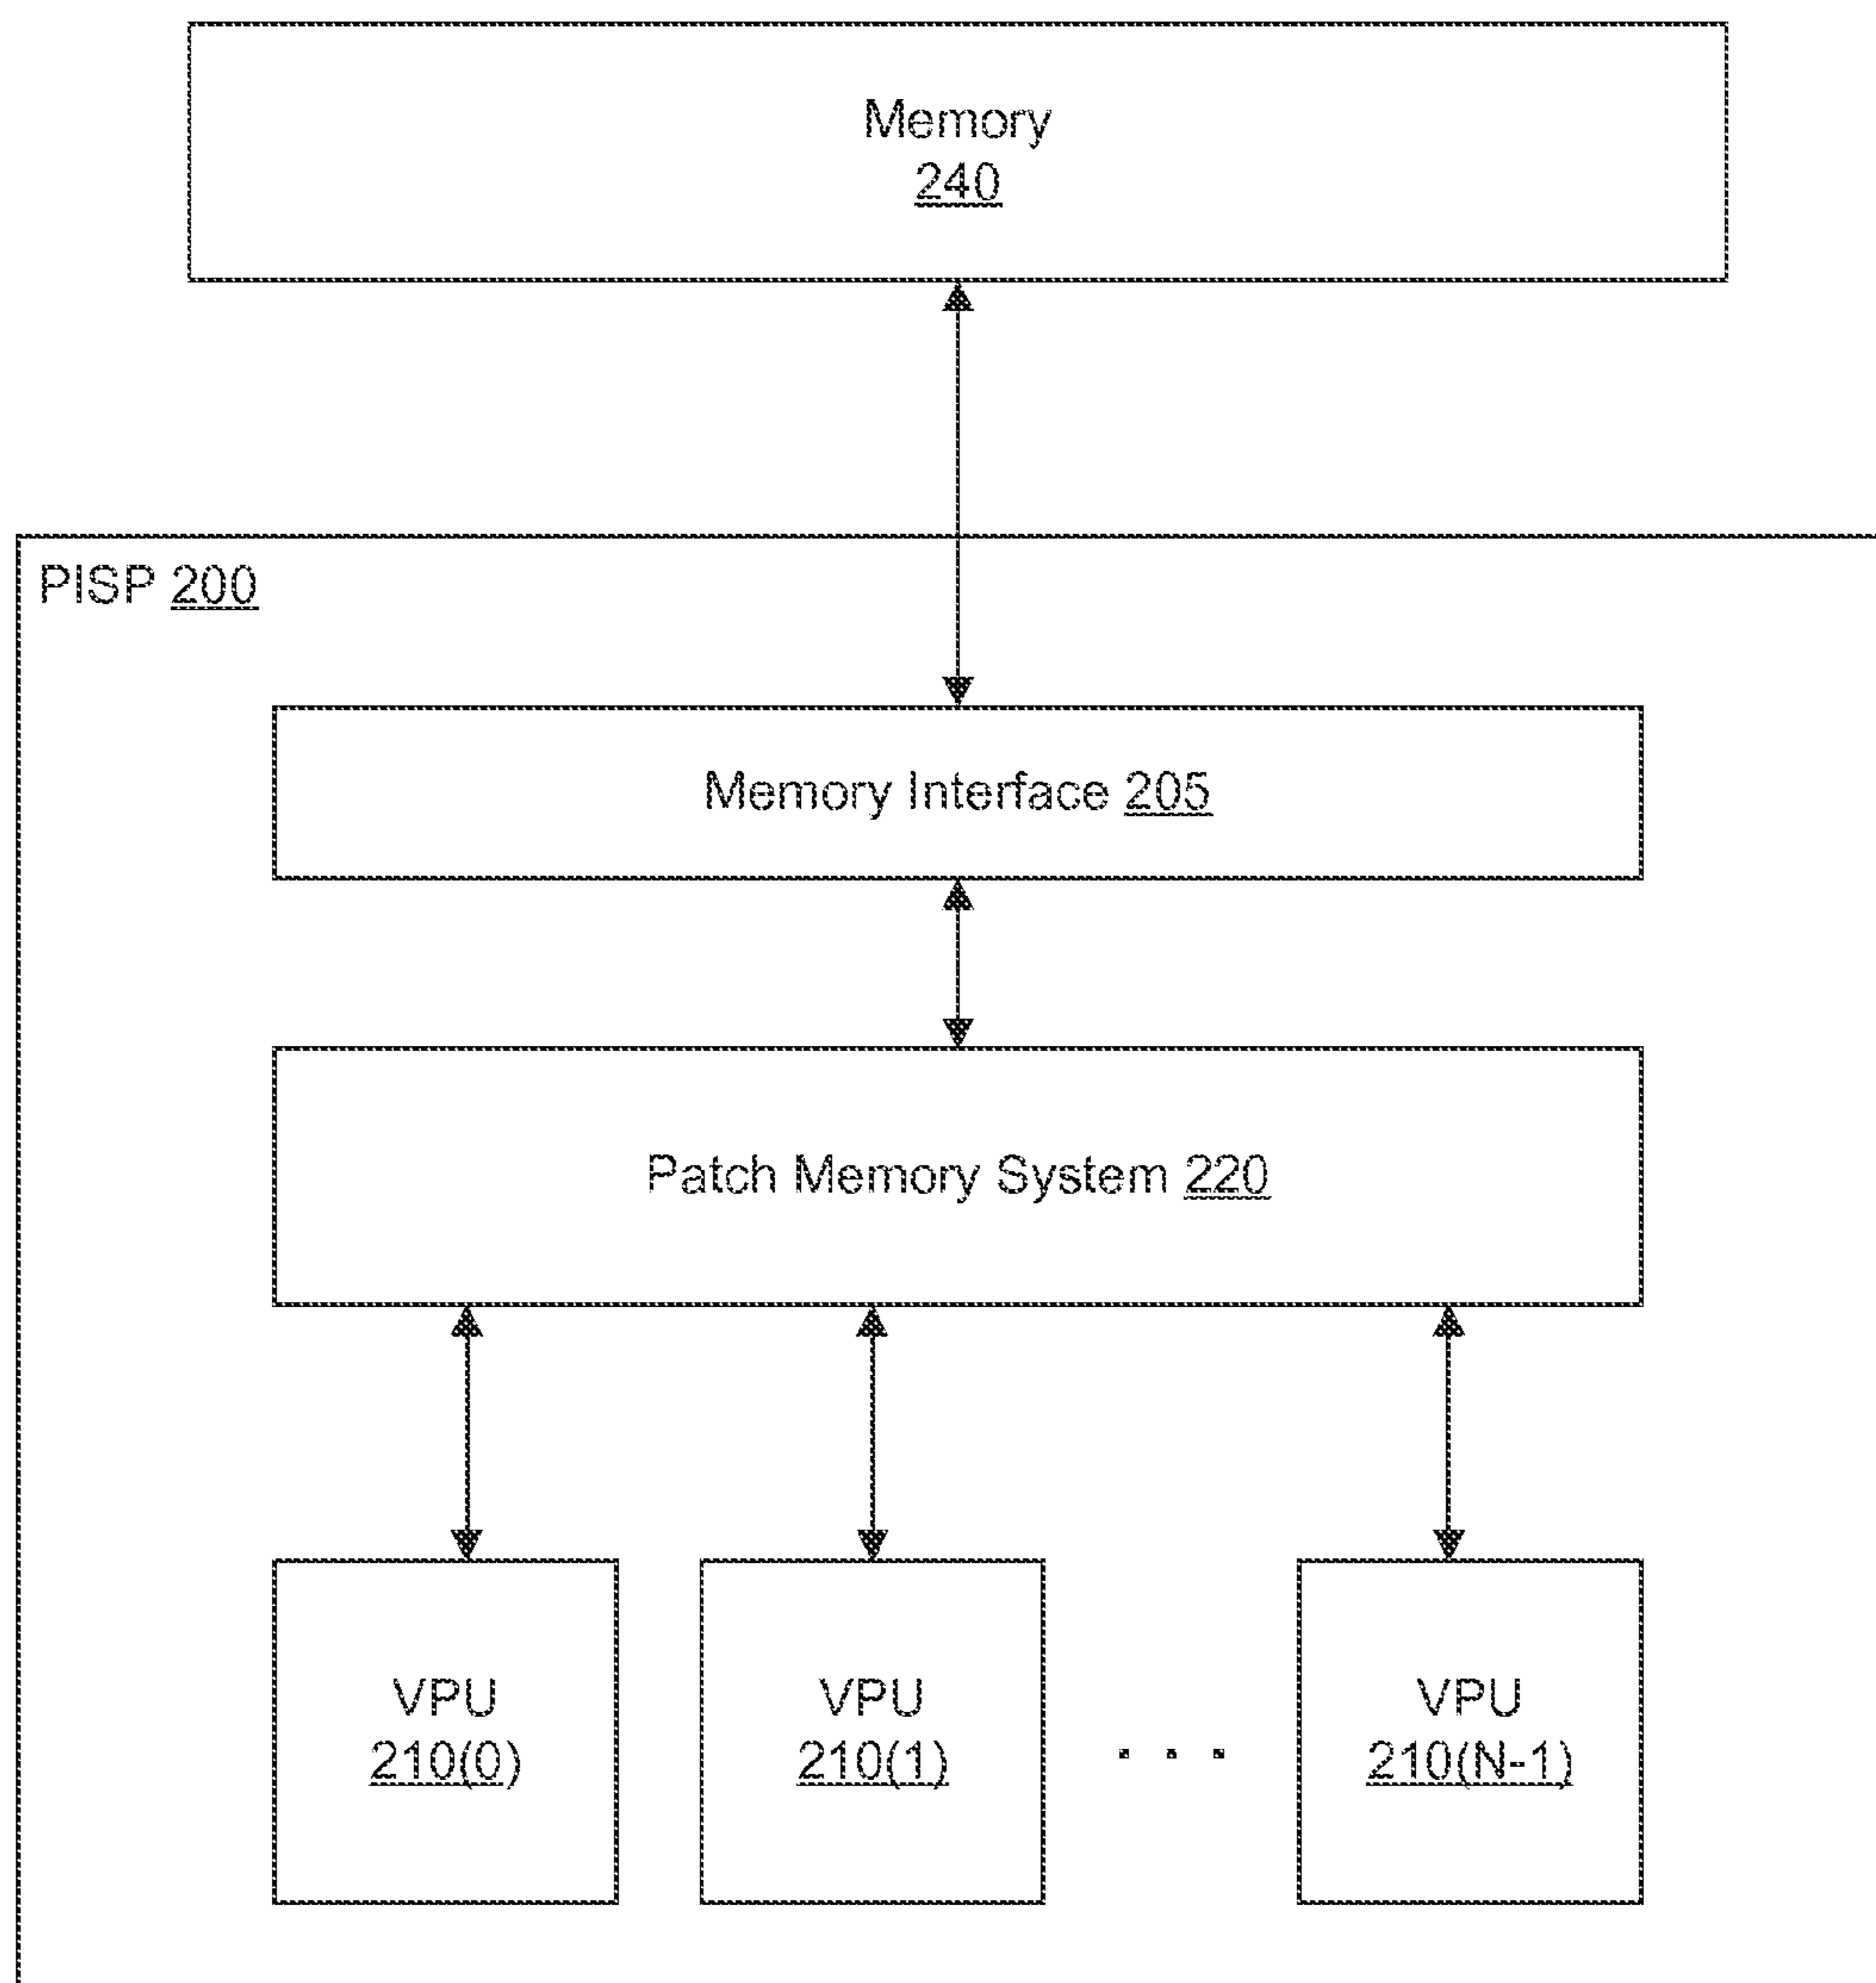 Memory
240
PISP 200
Memory Interface 205
Patch Memory System 220
VPU
210(0)
VPU
210(1)
. . .
VPU
210(N-1)